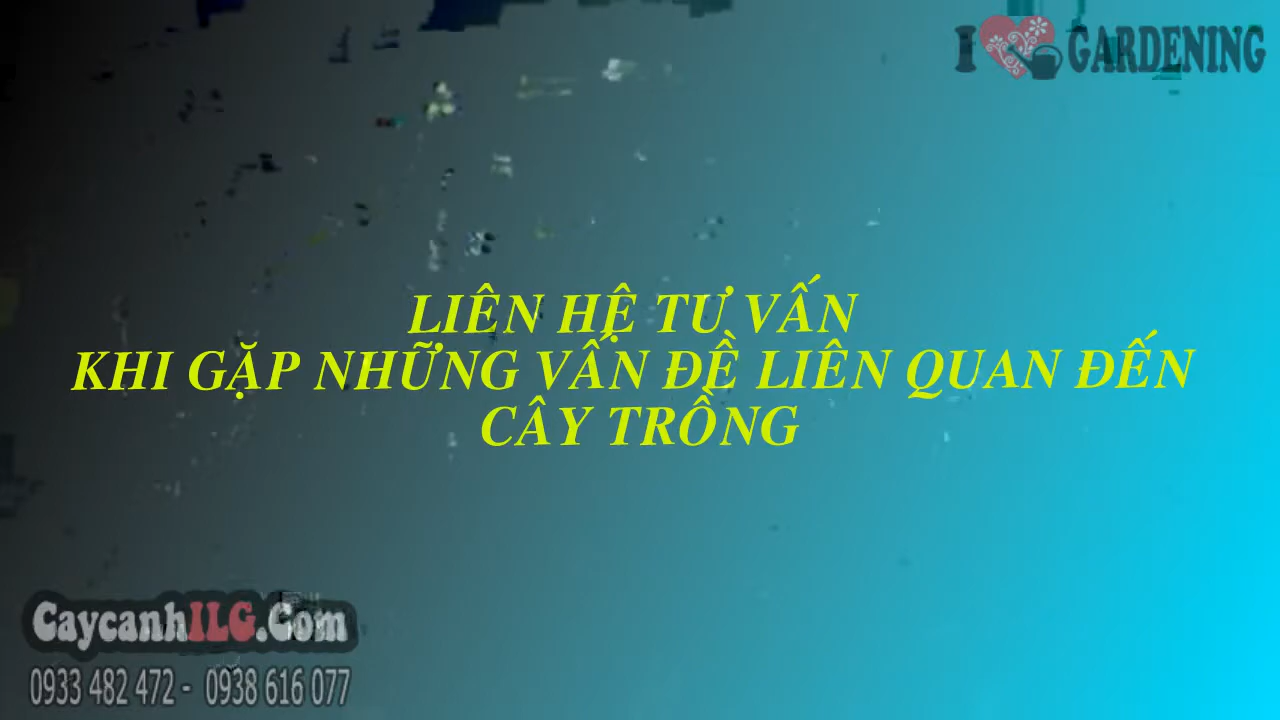 I GARDENING
LIÊN HỆ TƯ VẤN
KHI GẶP NHỮNG VẤN ĐỀ LIÊN QUAN ĐẾN
CÂY TRỒNG
CaycanhILG.Com
0933 482 472 - 0938 616 077